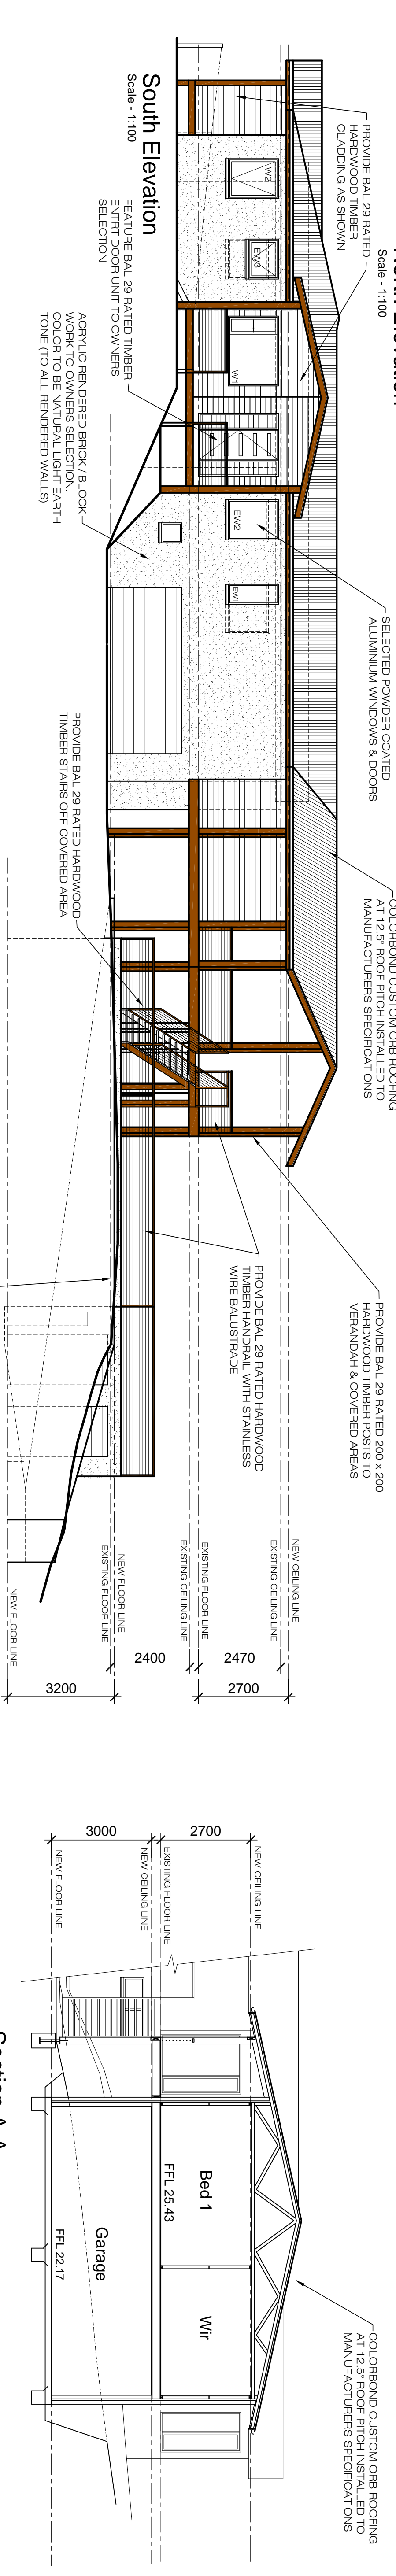 North Elevation
Scale - 1:100
PROVIDE BAL 29 RATED
HARDWOOD TIMBER
CLADDING AS SHOWN
SELECTED POWDER COATED
ALUMINIUM WINDOWS & DOORS
COLORBOND CUSTOM ORB ROOFING
AT 12.5° ROOF PITCH INSTALLED TO
MANUFACTURERS SPECIFICATIONS
PROVIDE BAL 29 RATED 200 x 200
HARDWOOD TIMBER POSTS TO
VERANDAH & COVERED AREAS
W2
EW3
W1
EW2
EW1
South Elevation
Scale - 1:100
FEATURE BAL 29 RATED TIMBER
ENTRT DOOR UNIT TO OWNERS
SELECTION
ACRYLIC RENDERED BRICK / BLOCK
WORK TO OWNERS SELECTION.
COLOR TO BE NATURAL LIGHT EARTH
TONE (TO ALL RENDERED WALLS)
PROVIDE BAL 29 RATED HARDWOOD
TIMBER STAIRS OFF COVERED AREA
PROVIDE BAL 29 RATED HARDWOOD
TIMBER HANDRAIL WITH STAINLESS
WIRE BALUSTRADE
NEW CEILING LINE
EXISTING CEILING LINE
EXISTING FLOOR LINE
EXISTING CEILING LINE
NEW FLOOR LINE
EXISTING FLOOR LINE
NEW FLOOR LINE
2470
2700
2400
3200
2700
3000
NEW CEILING LINE
EXISTING FLOOR LINE
NEW CEILING LINE
NEW FLOOR LINE
COLORBOND CUSTOM ORB ROOFING
AT 12.5° ROOF PITCH INSTALLED TO
MANUFACTURERS SPECIFICATIONS
Bed 1
Wir
FFL 25.43
Garage
FFL 22.17
Section A-A